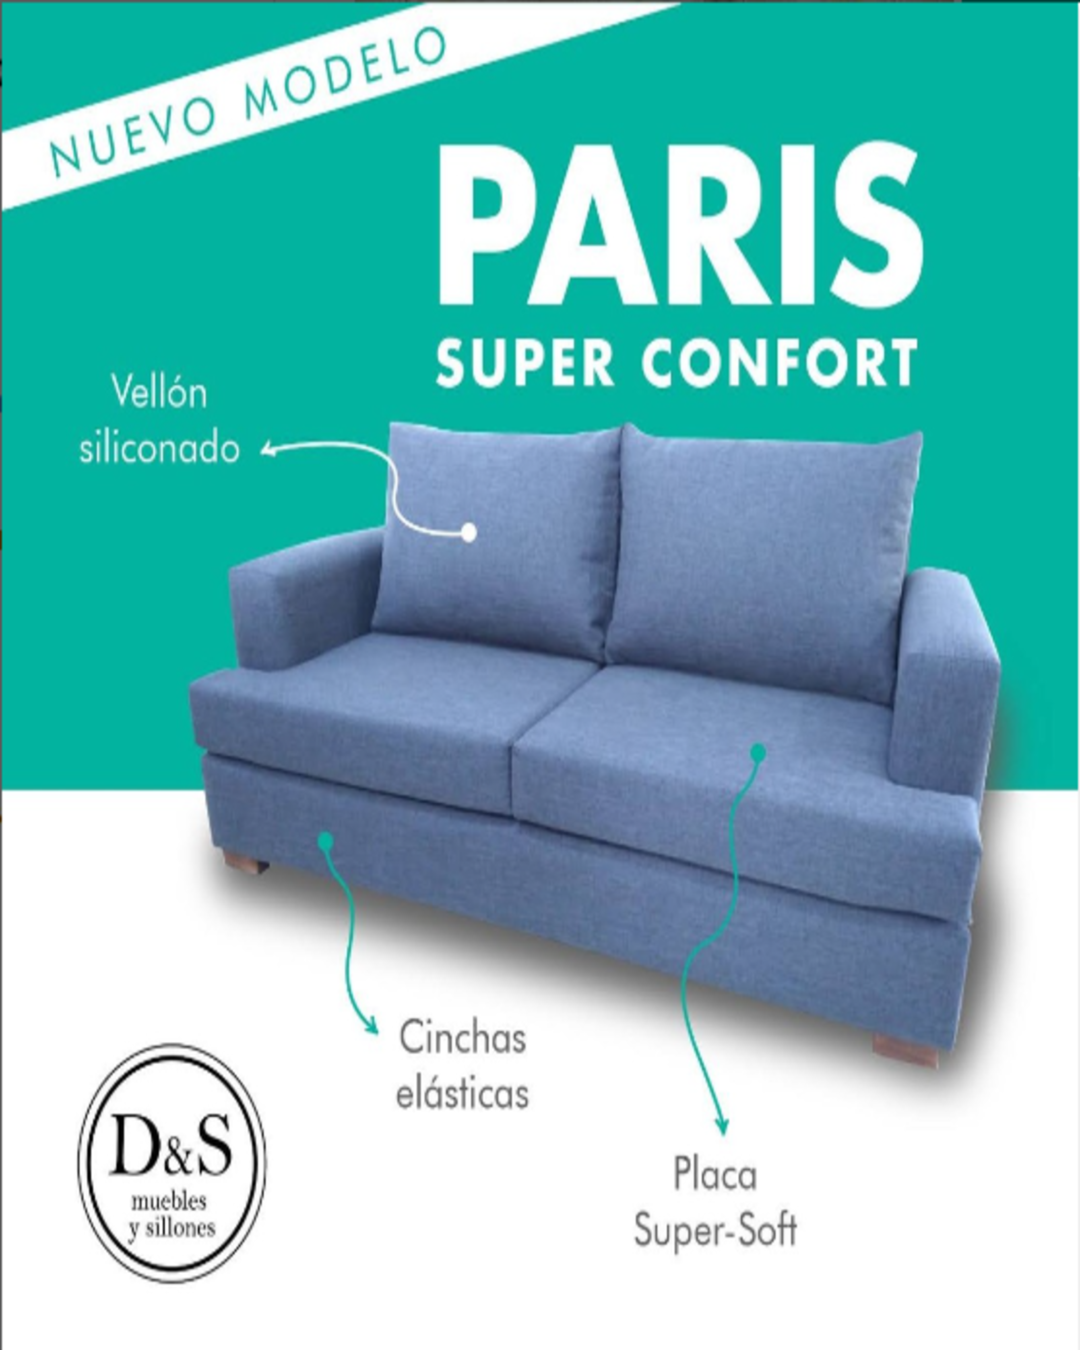 NUEVO MODELO
PARIS
SUPER CONFORT
Vellón
siliconado
Cinchas
elásticas
Placa
Super-Soft
D&S
muebles
y sillones